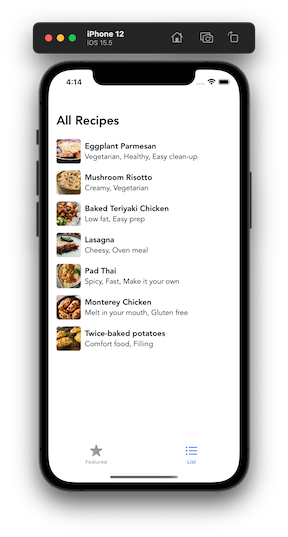 iPhone 12
iOS 15.5
4:14
All Recipes
Eggplant Parmesan
Vegetarian, Healthy, Easy clean-up
Mushroom Risotto
Creamy, Vegetarian
Baked Teriyaki Chicken
Low fat, Easy prep
Lasagna
Cheesy, Oven meal
Pad Thai
Spicy, Fast, Make it your own
Monterey Chicken
Melt in your mouth, Gluten free
Twice-baked potatoes
Comfort food, Filling
Featured
List